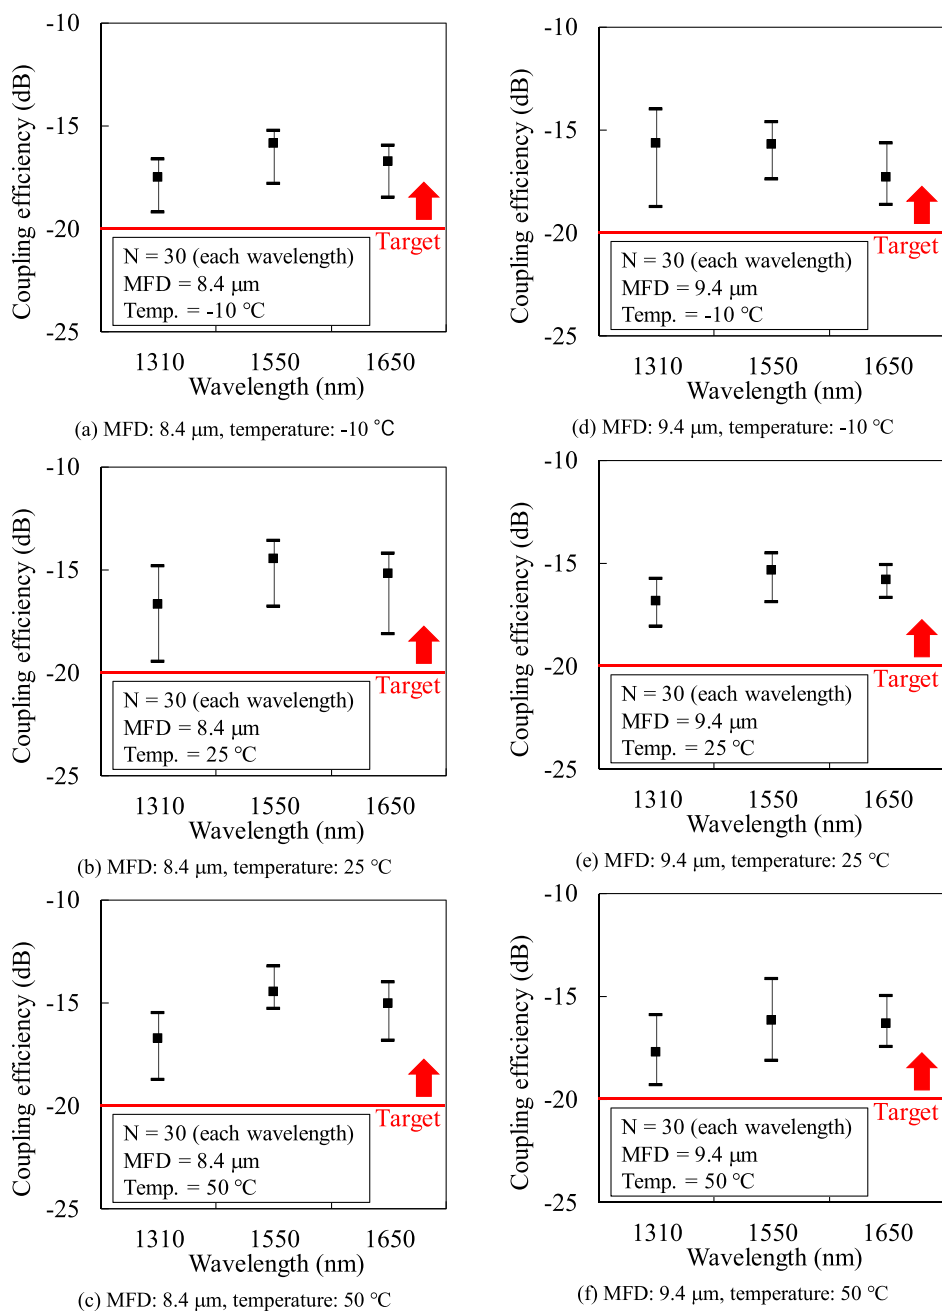 -10
-15
-20
-25
Coupling efficiency (dB)
Target
N = 30 (each wavelength)
MFD = 8.4 μm
Temp. = -10 ℃
1310 1550 1650
Wavelength (nm)
(a) MFD: 8.4 μm, temperature: -10 ℃
-10
-15
-20
-25
Coupling efficiency (dB)
Target
N = 30 (each wavelength)
MFD = 9.4 μm
Temp. = -10 ℃
1310 1550 1650
Wavelength (nm)
(d) MFD: 9.4 μm, temperature: -10 ℃
-10
-15
-20
-25
Coupling efficiency (dB)
Target
N = 30 (each wavelength)
MFD = 8.4 μm
Temp. = 25 ℃
1310 1550 1650
Wavelength (nm)
(b) MFD: 8.4 μm, temperature: 25 ℃
-10
-15
-20
-25
Coupling efficiency (dB)
Target
N = 30 (each wavelength)
MFD = 9.4 μm
Temp. = 25 ℃
1310 1550 1650
Wavelength (nm)
(e) MFD: 9.4 μm, temperature: 25 ℃
-10
-15
-20
-25
Coupling efficiency (dB)
Target
N = 30 (each wavelength)
MFD = 8.4 μm
Temp. = 50 ℃
1310 1550 1650
Wavelength (nm)
(c) MFD: 8.4 μm, temperature: 50 ℃
-10
-15
-20
-25
Coupling efficiency (dB)
Target
N = 30 (each wavelength)
MFD = 9.4 μm
Temp. = 50 ℃
1310 1550 1650
Wavelength (nm)
(f) MFD: 9.4 μm, temperature: 50 ℃